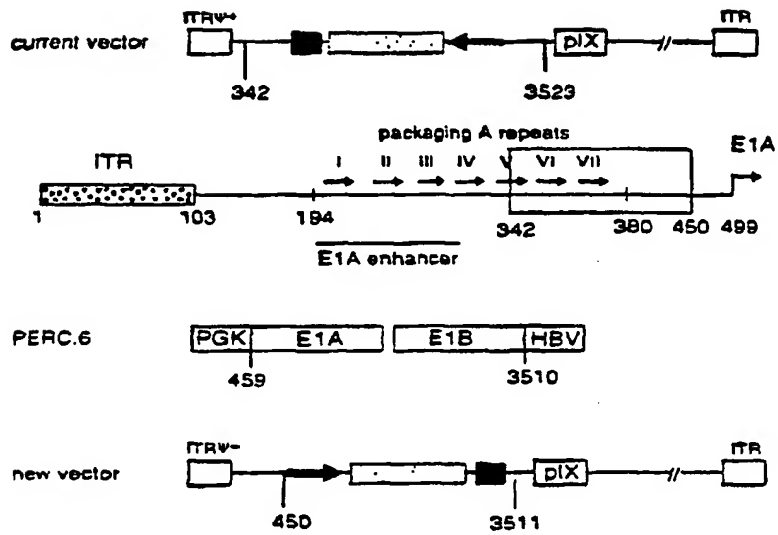 ITRΨ+ ITR
current vector pIX
342 3523
packaging A repeats
ITR I II III IV V VI VII E1A
1 103 194 342 380 450 499
E1A enhancer
PERC.6 PGK E1A E1B HBV
459 3510
ITRΨ- ITR
new vector pIX
450 3511